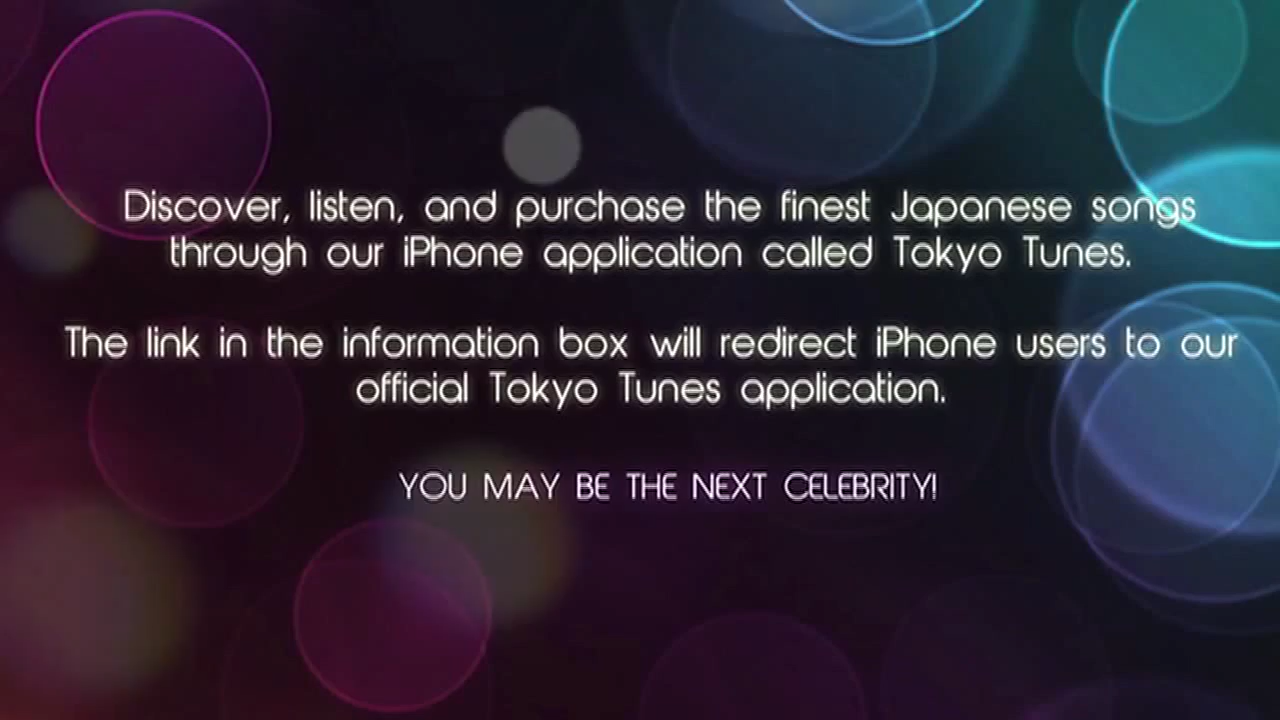 Discover, listen, and purchase the finest Japanese songs
through our iPhone application called Tokyo Tunes.
The link in the information box will redirect iPhone users to our
official Tokyo Tunes application.
YOU MAY BE THE NEXT CELEBRITY!